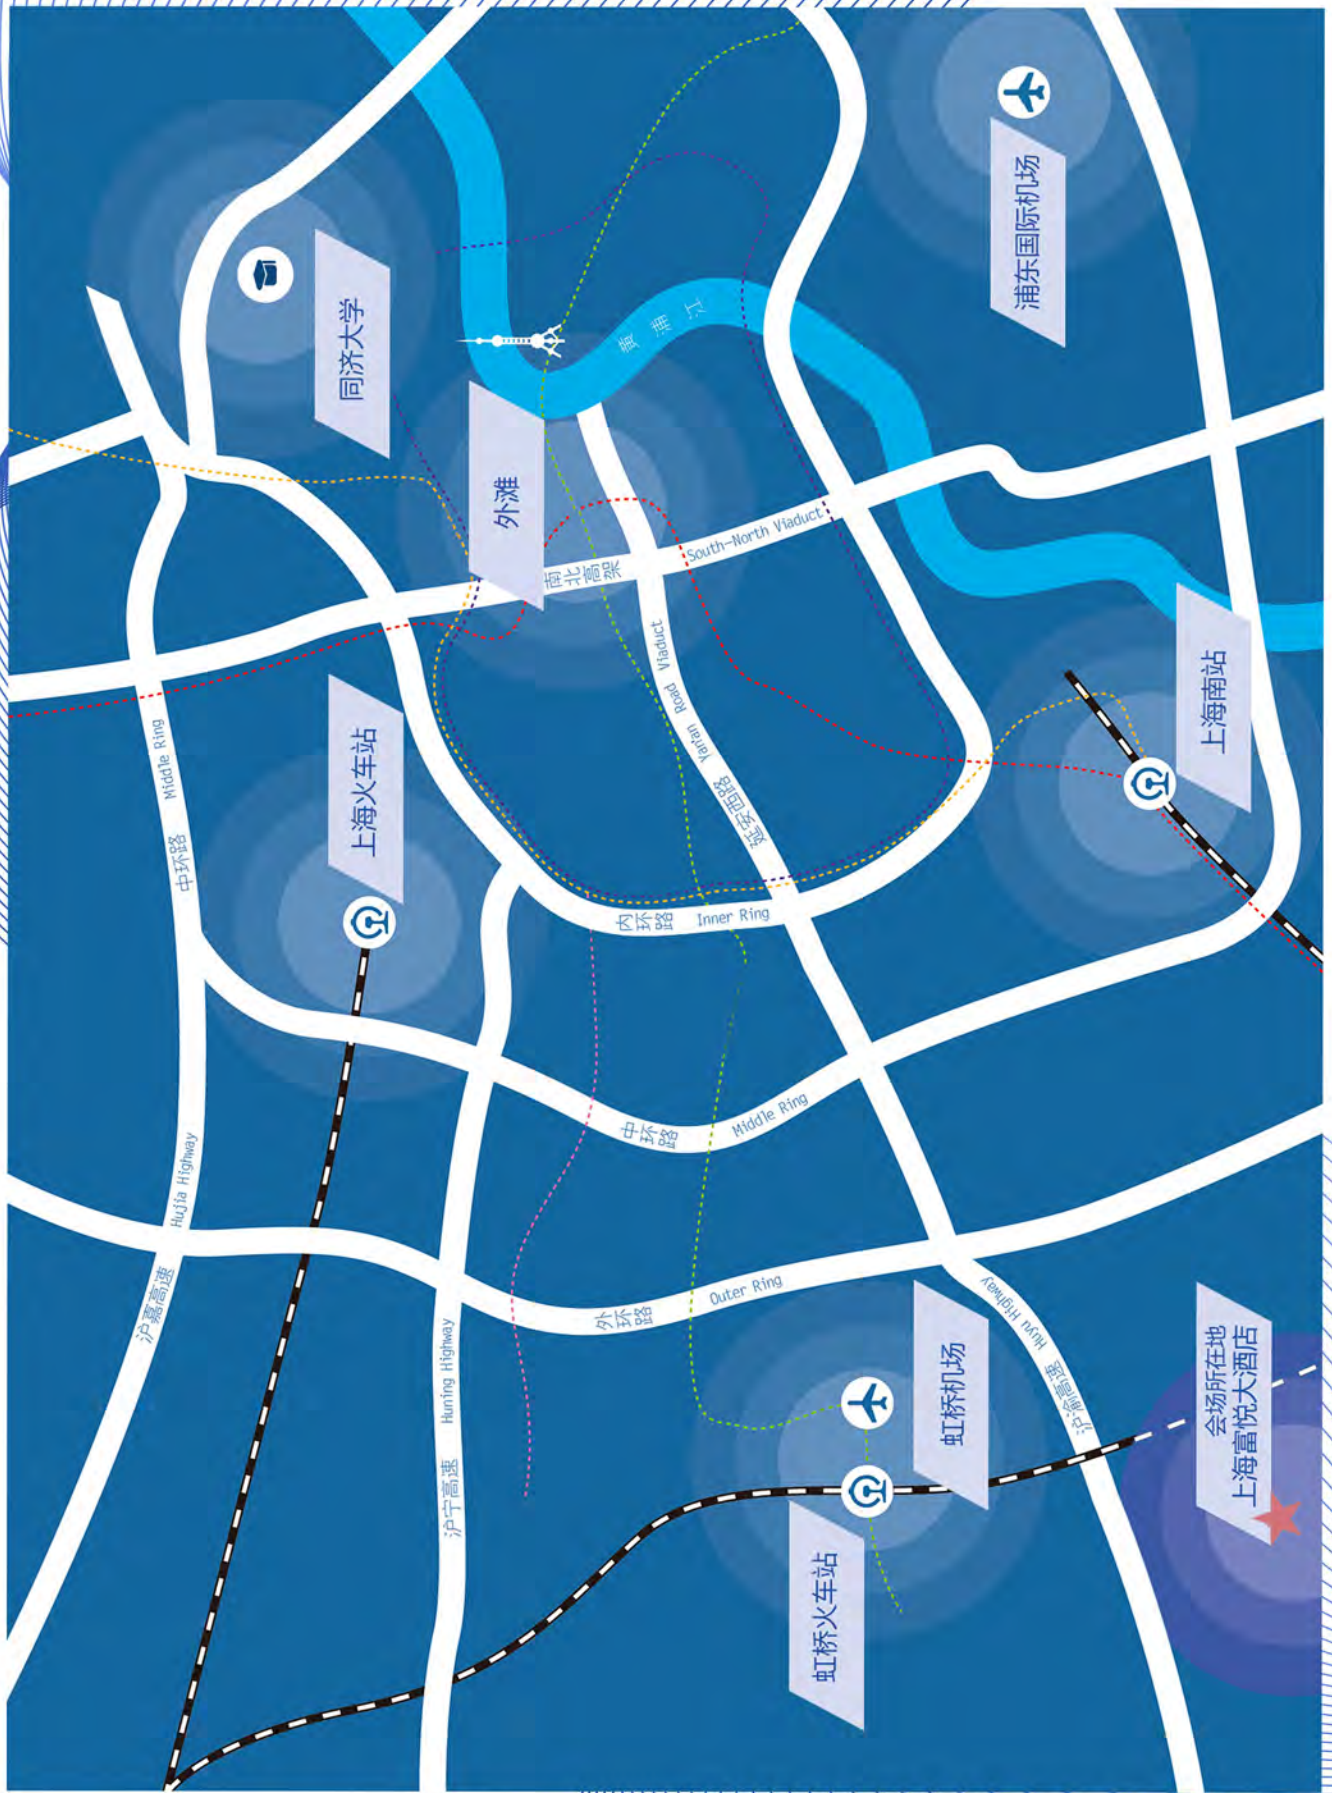 沪嘉高速
Hujia Highway
中环路
Middle Ring
上海火车站
同济大学
沪宁高速
Huning Highway
外滩
南北高架
South-North Viaduct
黄浦江
外环路
Outer Ring
中环路
Middle Ring
内环路
Inner Ring
延安西路
Yan'an Road Viaduct
浦东国际机场
虹桥火车站
虹桥机场
沪渝高速
Huyu Highway
上海南站
会场所在地
上海富悦大酒店